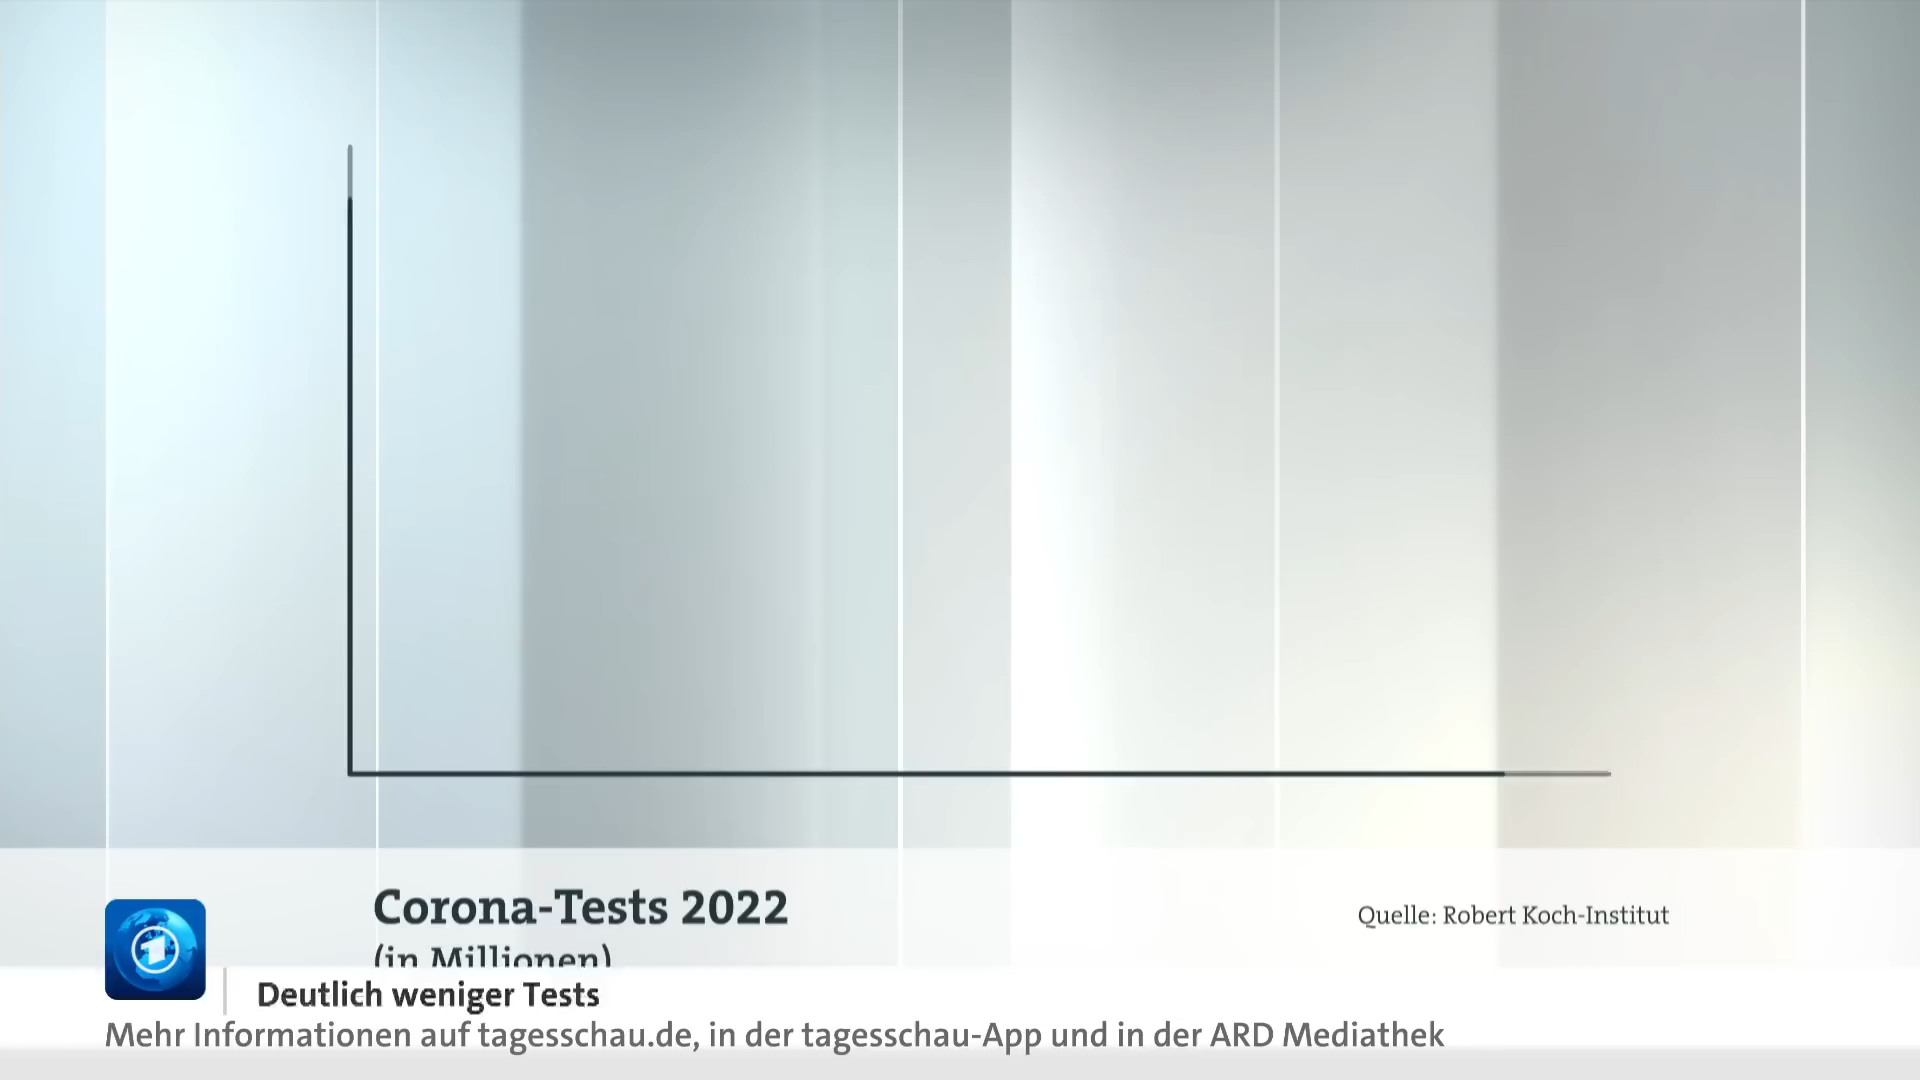 Corona-Tests 2022
Quelle: Robert Koch-Institut
(in Millionen)
Deutlich weniger Tests
Mehr Informationen auf tagesschau.de, in der tagesschau-App und in der ARD Mediathek